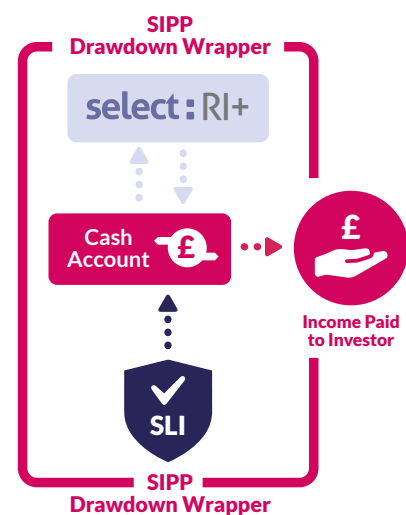 SIPP
Drawdown Wrapper
select:RI+
Cash
Account
£
£
Income Paid
to Investor
SLI
SIPP
Drawdown Wrapper